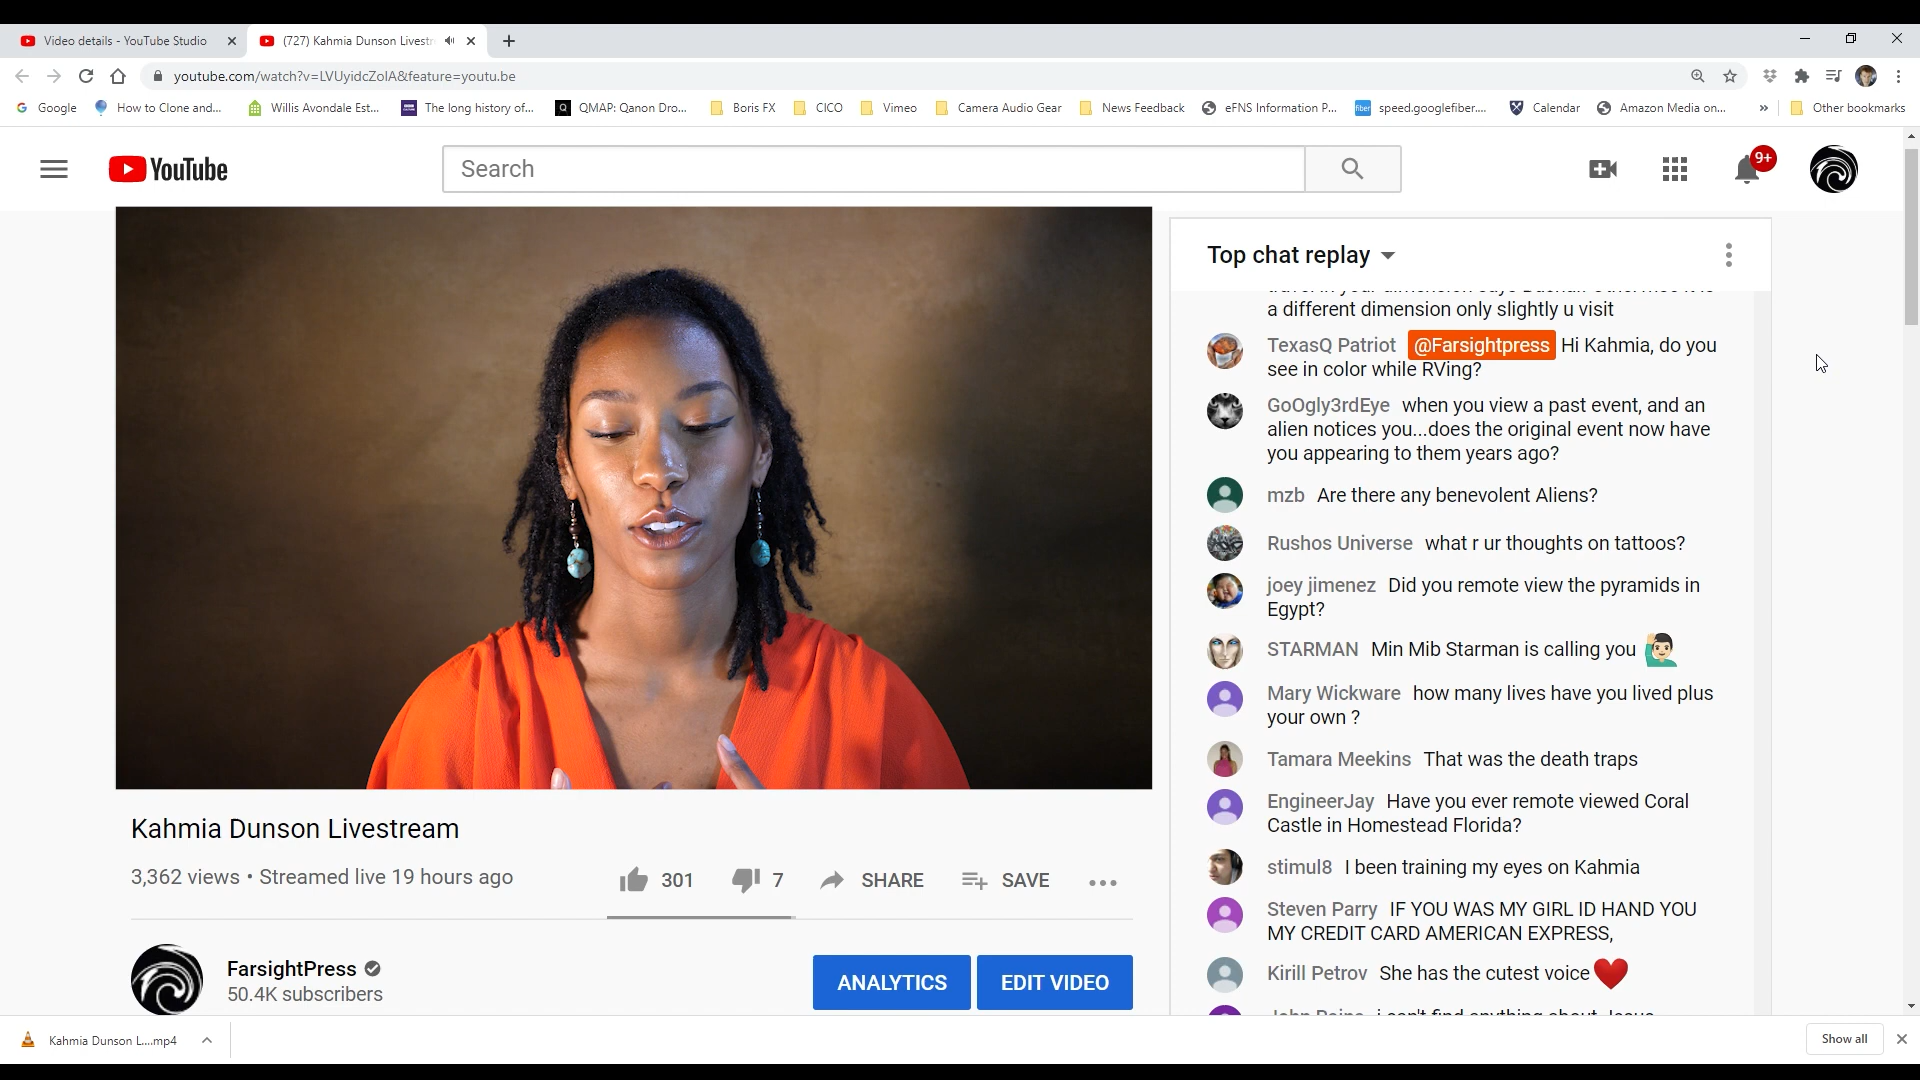 Video details - YouTube Studio
(727) Kahmia Dunson Livestr
youtube.com/watch?v=LVUyidcZolA&feature=youtu.be
Google
How to Clone and...
Willis Avondale Est...
The long history of...
QMAP: Qanon Dro...
Boris FX
CICO
Vimeo
Camera Audio Gear
News Feedback
eFNS Information P...
fiber
speed.googlefiber....
Calendar
Amazon Media on...
»
Other bookmarks
YouTube
Search
9+
Top chat replay
a different dimension only slightly u visit
TexasQ Patriot @Farsightpress Hi Kahmia, do you
see in color while RVing?
GoOgly3rdEye when you view a past event, and an
alien notices you...does the original event now have
you appearing to them years ago?
mzb Are there any benevolent Aliens?
Rushos Universe what r ur thoughts on tattoos?
joey jimenez Did you remote view the pyramids in
Egypt?
STARMAN Min Mib Starman is calling you
Mary Wickware how many lives have you lived plus
your own ?
Tamara Meekins That was the death traps
EngineerJay Have you ever remote viewed Coral
Castle in Homestead Florida?
stimul8 I been training my eyes on Kahmia
Steven Parry IF YOU WAS MY GIRL ID HAND YOU
MY CREDIT CARD AMERICAN EXPRESS,
Kirill Petrov She has the cutest voice
Kahmia Dunson Livestream
3,362 views • Streamed live 19 hours ago
301
7
SHARE
SAVE
FarsightPress
50.4K subscribers
ANALYTICS
EDIT VIDEO
Kahmia Dunson L....mp4
Show all